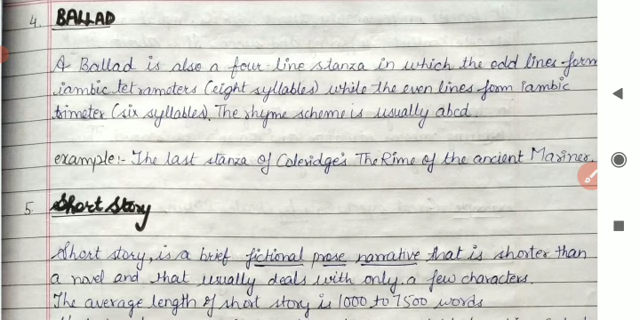 4. BALLAD
A Ballad is also a four-line stanza in which the odd lines form
iambic tetrameters (eight syllables) while the even lines form iambic
trimeter (six syllables). The rhyme scheme is usually abcd.
example:- The last stanza of Coleridge's The Rime of the ancient Mariner.
5 Short Story
Short story, is a brief fictional prose narrative that is shorter than
a novel and that usually deals with only a few characters.
The average length of short story is 1000 to 7500 words